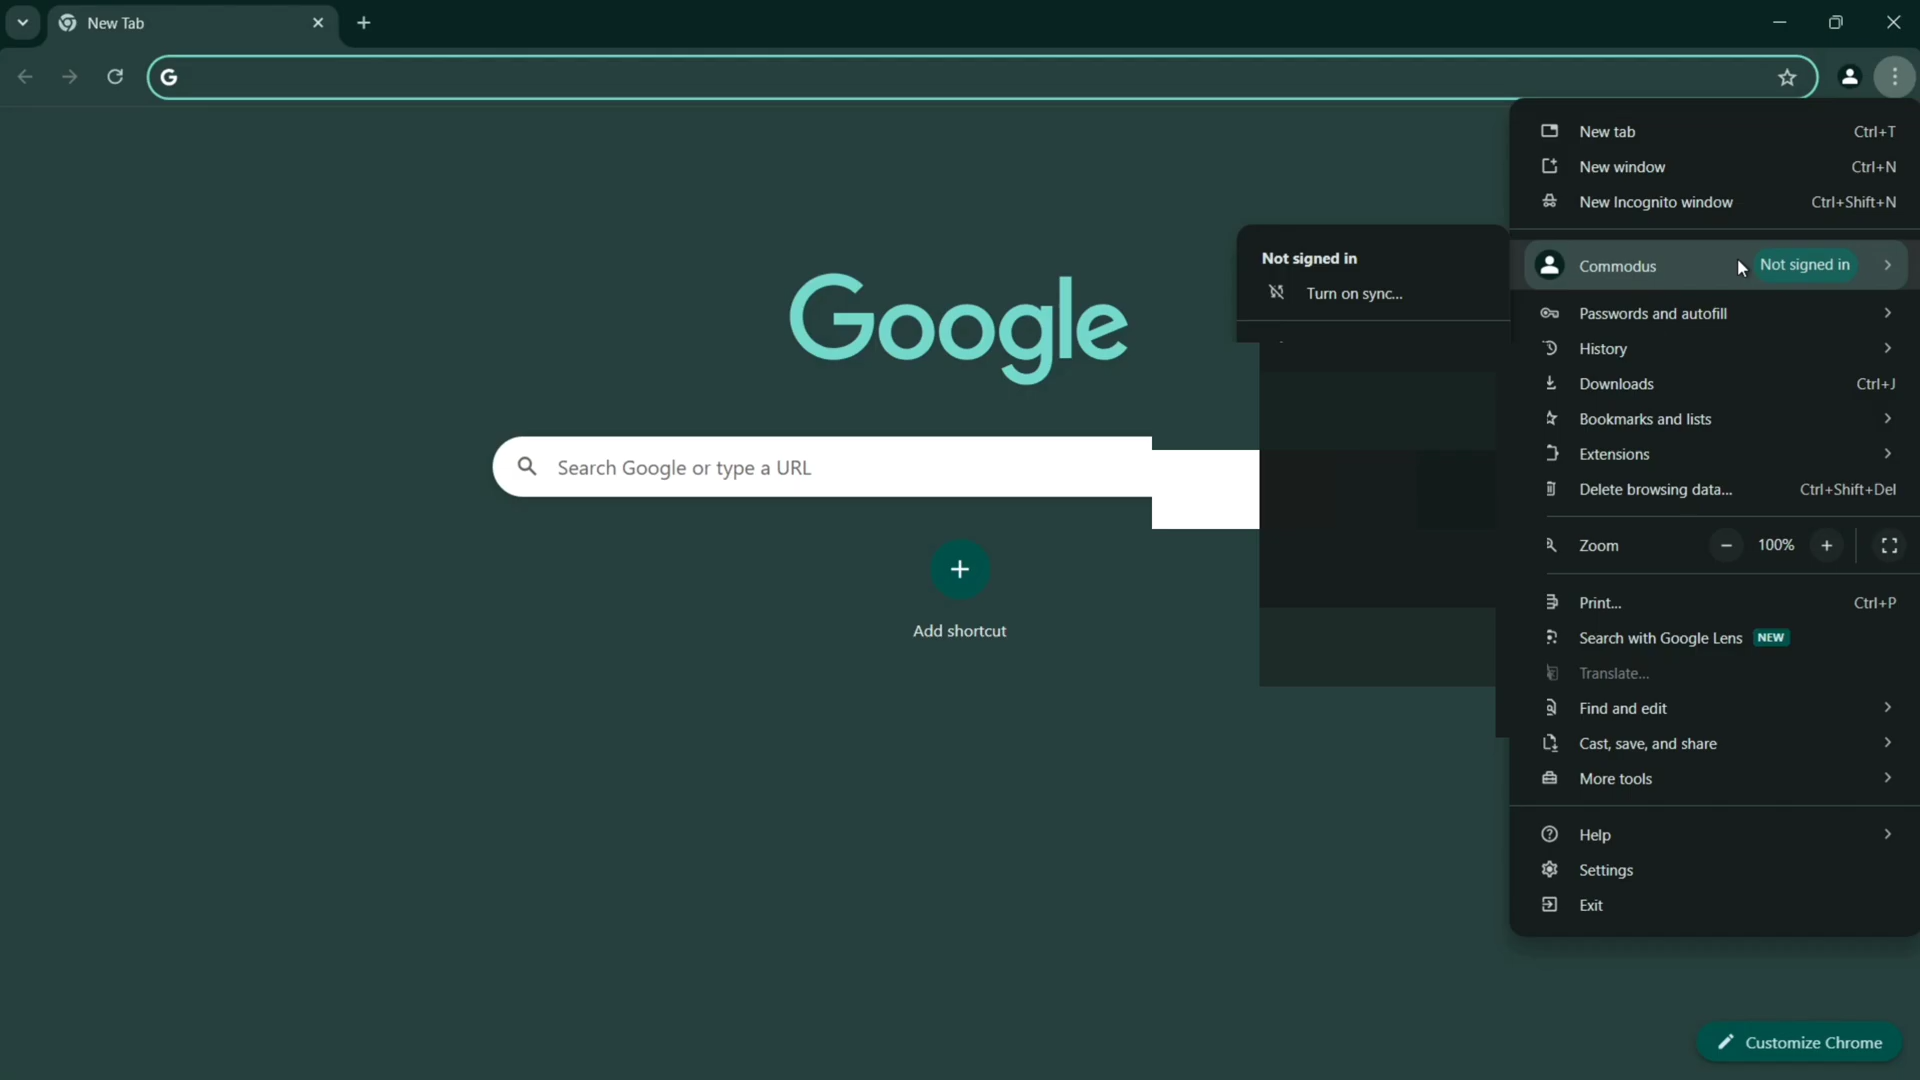 New Tab
New tab Ctrl+T
New window Ctrl+N
New Incognito window Ctrl+Shift+N
Not signed in
Turn on sync...
Commodus Not signed in
Passwords and autofill
History
Downloads Ctrl+J
Bookmarks and lists
Extensions
Delete browsing data... Ctrl+Shift+Del
Zoom − 100% +
Print... Ctrl+P
Search with Google Lens NEW
Translate...
Find and edit
Cast, save, and share
More tools
Help
Settings
Exit
Google
Search Google or type a URL
Add shortcut
Customize Chrome